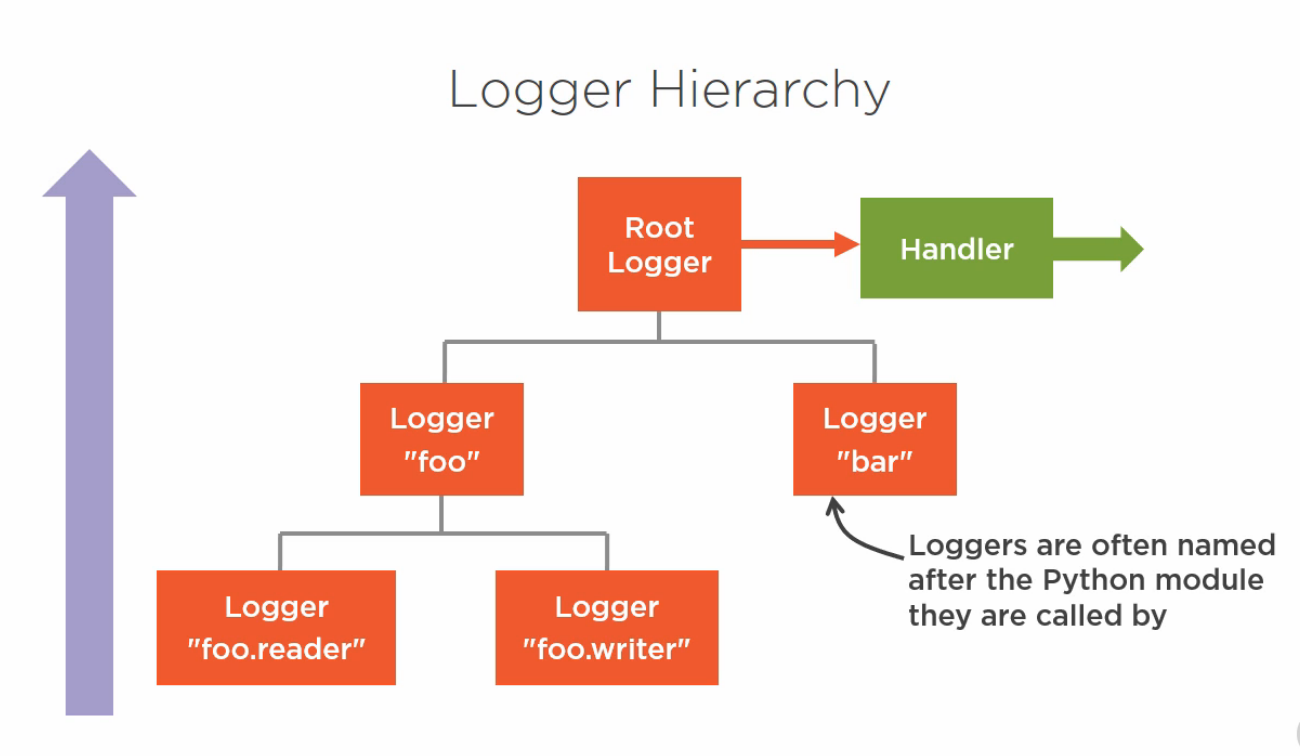 Logger Hierarchy
Root
Logger
Handler
Logger
"foo"
Logger
"bar"
Loggers are often named
after the Python module
they are called by
Logger
"foo.reader"
Logger
"foo.writer"